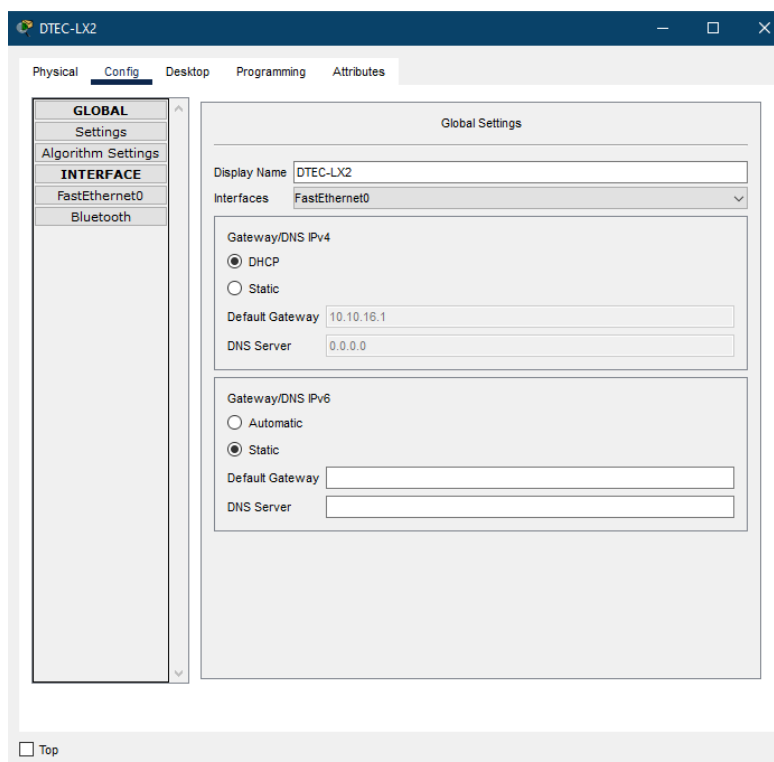 DTEC-LX2
Physical Config Desktop Programming Attributes
GLOBAL
Settings
Algorithm Settings
INTERFACE
FastEthernet0
Bluetooth
Global Settings
Display Name DTEC-LX2
Interfaces FastEthernet0
Gateway/DNS IPv4
DHCP
Static
Default Gateway 10.10.16.1
DNS Server 0.0.0.0
Gateway/DNS IPv6
Automatic
Static
Default Gateway
DNS Server
Top